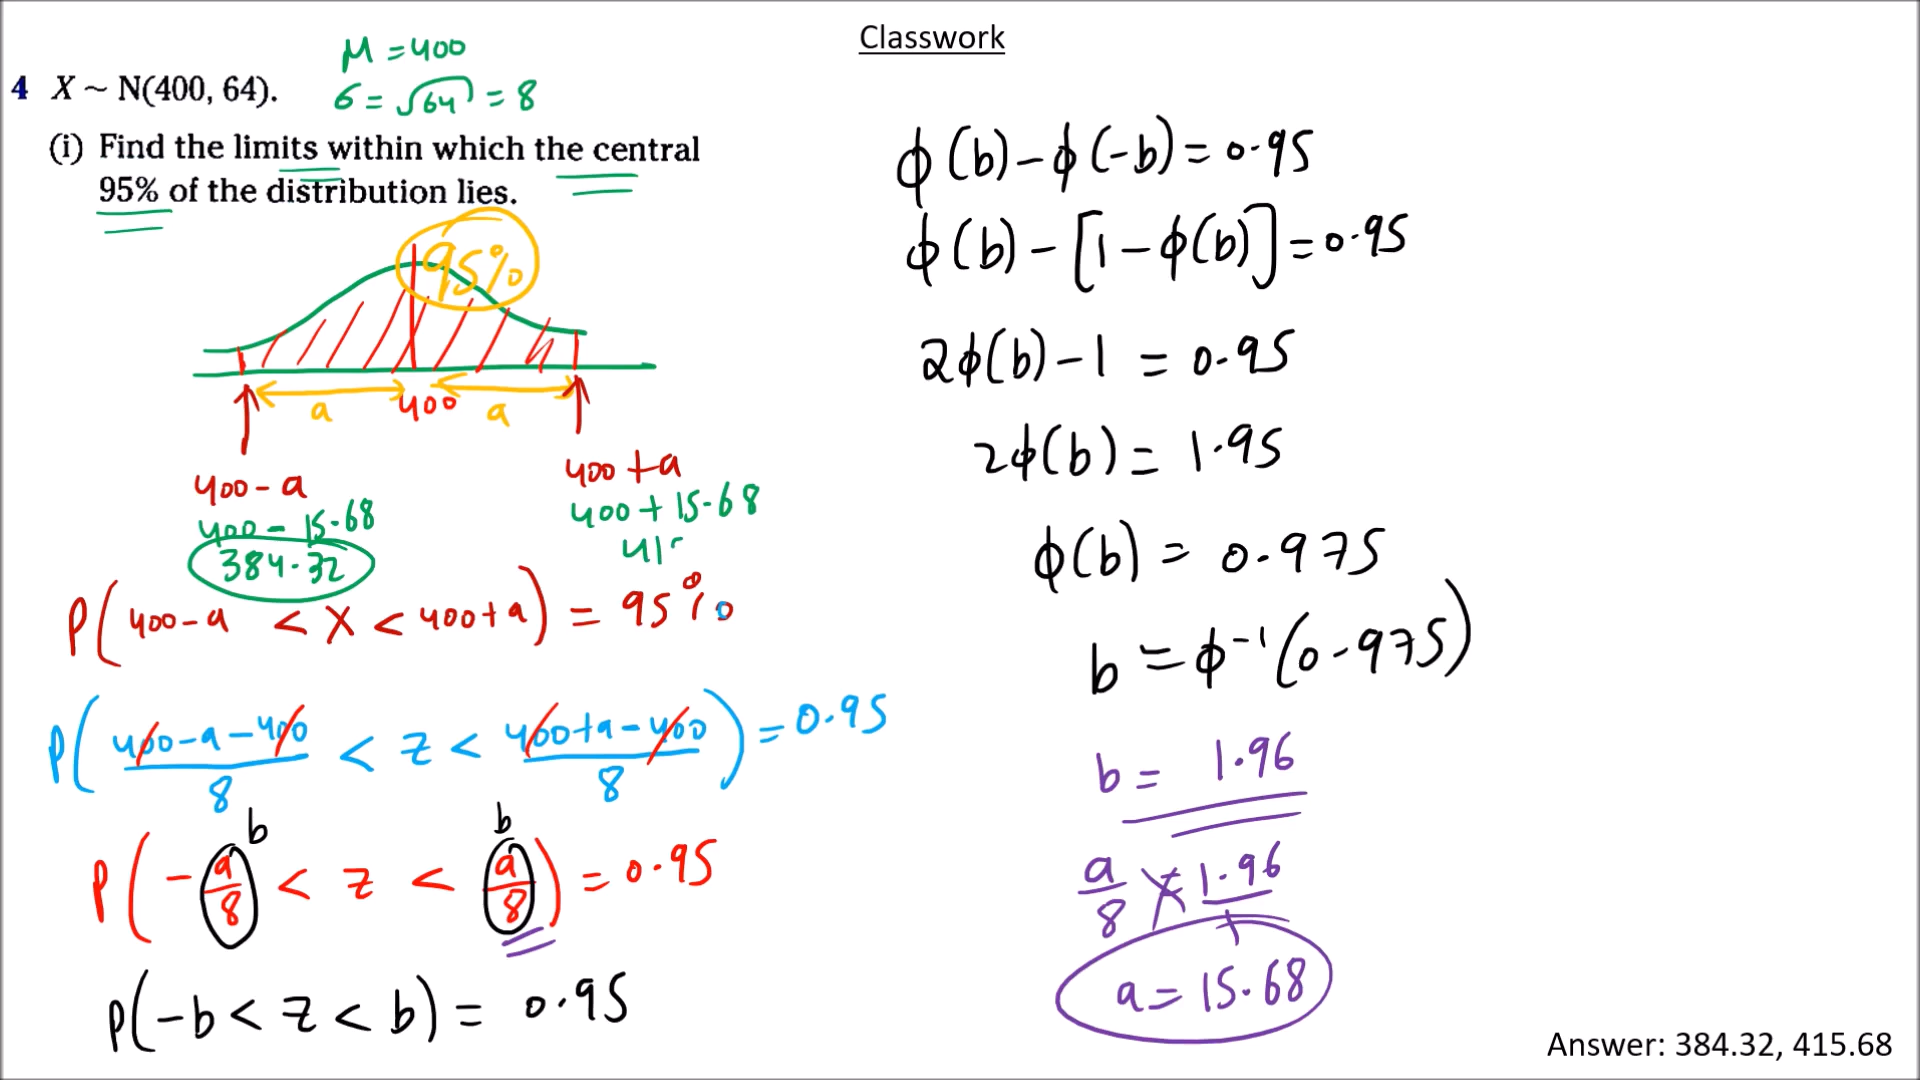 Classwork
μ = 400
4 X ~ N(400, 64).
σ = √64 = 8
(i) Find the limits within which the central
95% of the distribution lies.
95%
a 400 a
400 - a
400 - 15.68
384.32
400 + a
400 + 15.68
41
P(400-a < X < 400+a) = 95%
P((400-a-400)/8 < Z < (400+a-400)/8) = 0.95
b b
P(-a/8 < Z < a/8) = 0.95
P(-b < Z < b) = 0.95
ϕ(b) - ϕ(-b) = 0.95
ϕ(b) - [1 - ϕ(b)] = 0.95
2ϕ(b) - 1 = 0.95
2ϕ(b) = 1.95
ϕ(b) = 0.975
b = ϕ⁻¹(0.975)
b = 1.96
a/8 = 1.96/1
a = 15.68
Answer: 384.32, 415.68